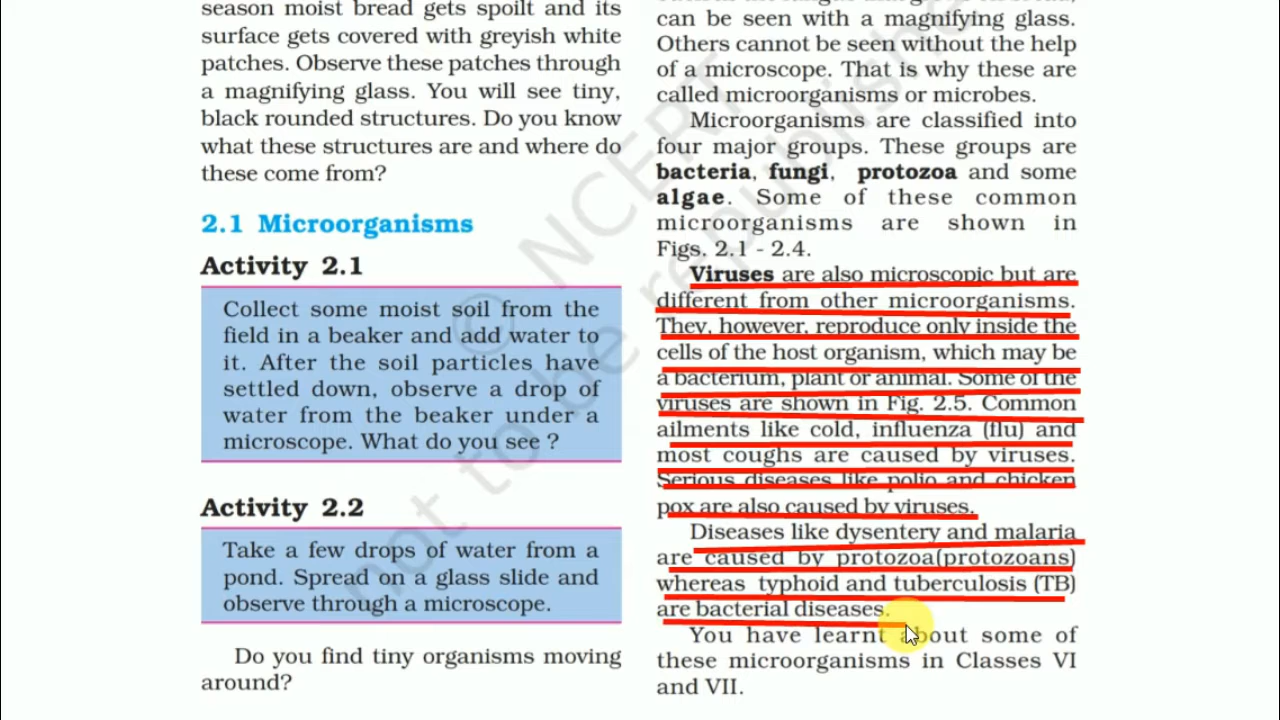 season moist bread gets spoilt and its
surface gets covered with greyish white
patches. Observe these patches through
a magnifying glass. You will see tiny,
black rounded structures. Do you know
what these structures are and where do
these come from?
2.1 Microorganisms
Activity 2.1
Collect some moist soil from the
field in a beaker and add water to
it. After the soil particles have
settled down, observe a drop of
water from the beaker under a
microscope. What do you see ?
Activity 2.2
Take a few drops of water from a
pond. Spread on a glass slide and
observe through a microscope.
Do you find tiny organisms moving
around?
can be seen with a magnifying glass.
Others cannot be seen without the help
of a microscope. That is why these are
called microorganisms or microbes.
Microorganisms are classified into
four major groups. These groups are
bacteria, fungi, protozoa and some
algae. Some of these common
microorganisms are shown in
Figs. 2.1 - 2.4.
Viruses are also microscopic but are
different from other microorganisms.
They, however, reproduce only inside the
cells of the host organism, which may be
a bacterium, plant or animal. Some of the
viruses are shown in Fig. 2.5. Common
ailments like cold, influenza (flu) and
most coughs are caused by viruses.
Serious diseases like polio and chicken
pox are also caused by viruses.
Diseases like dysentery and malaria
are caused by protozoa(protozoans)
whereas typhoid and tuberculosis (TB)
are bacterial diseases.
You have learnt about some of
these microorganisms in Classes VI
and VII.
© NCERT
not to be republished